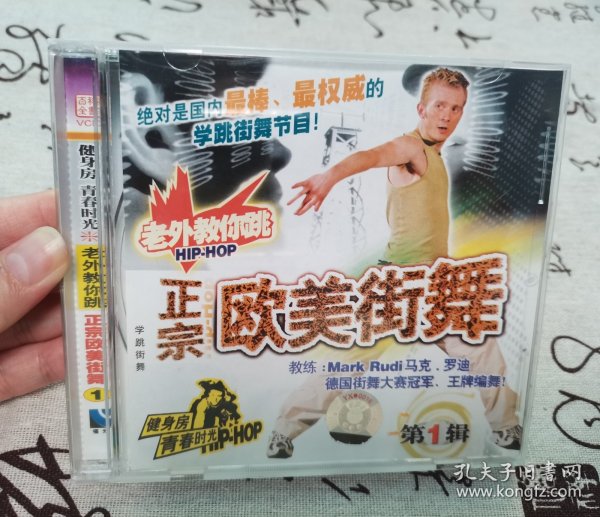 绝对是国内最棒、最权威的
学跳街舞节目!
老外教你跳
HIP-HOP
正宗
欧美街舞
学跳街舞
教练:Mark Rudi 马克．罗迪
德国街舞大赛冠军、王牌编舞!
健身房
青春时光
HIP-HOP
第1辑
VCD
健身房 青春时光
老外教你跳
正宗欧美街舞
1
孔夫子旧书网
www.kongfz.com